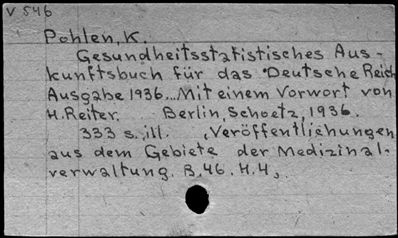 V 546
Pohlen, K.
Gesundheitsstatistisches Aus-
kunftsbuch für das Deutsche Reich
Ausgabe 1936... Mit einem Vorwort von
H. Reiter. Berlin, Schoetz, 1936.
333 s. ill. (Veröffentlichungen
aus dem Gebiete der Medizinal-
verwaltung. B. 46. H. 4,